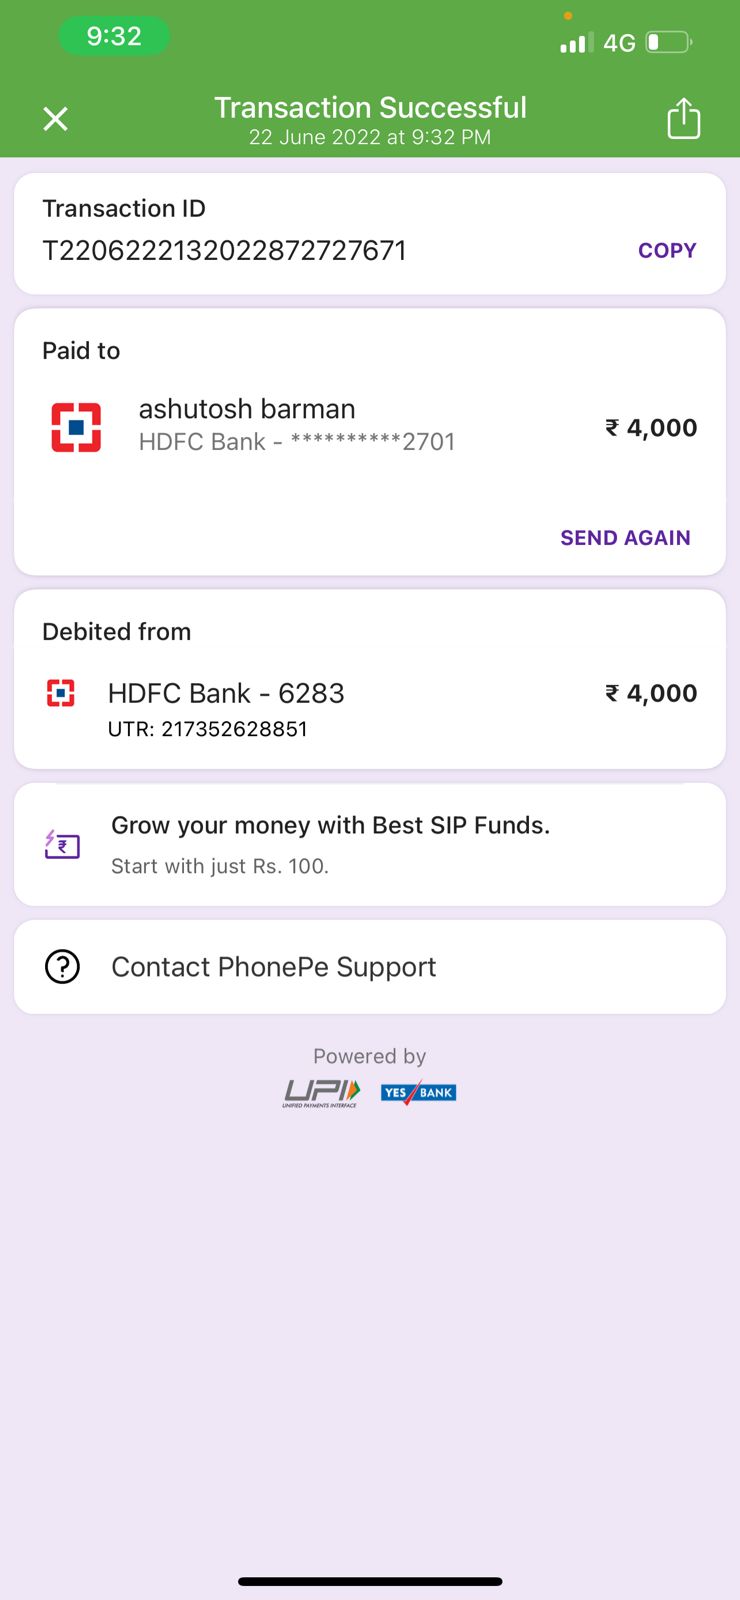 9:32
4G
Transaction Successful
22 June 2022 at 9:32 PM
Transaction ID
T2206222132022872727671
COPY
Paid to
ashutosh barman
HDFC Bank - **********2701
₹ 4,000
SEND AGAIN
Debited from
HDFC Bank - 6283
₹ 4,000
UTR: 217352628851
Grow your money with Best SIP Funds.
Start with just Rs. 100.
Contact PhonePe Support
Powered by
UPI
UNIFIED PAYMENTS INTERFACE
YES BANK